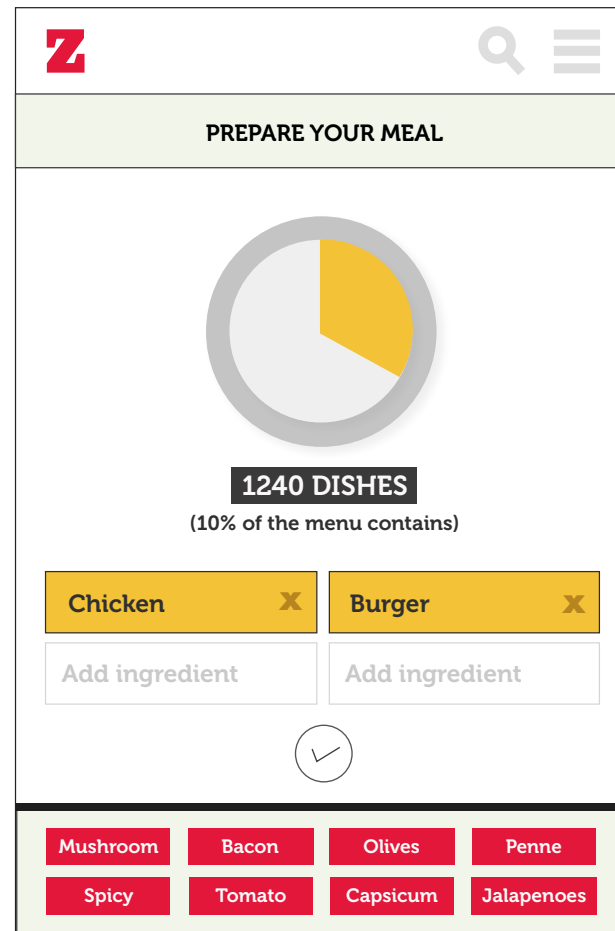 Z
PREPARE YOUR MEAL
1240 DISHES
(10% of the menu contains)
Chicken x Burger x
Add ingredient Add ingredient
Mushroom Bacon Olives Penne
Spicy Tomato Capsicum Jalapenoes